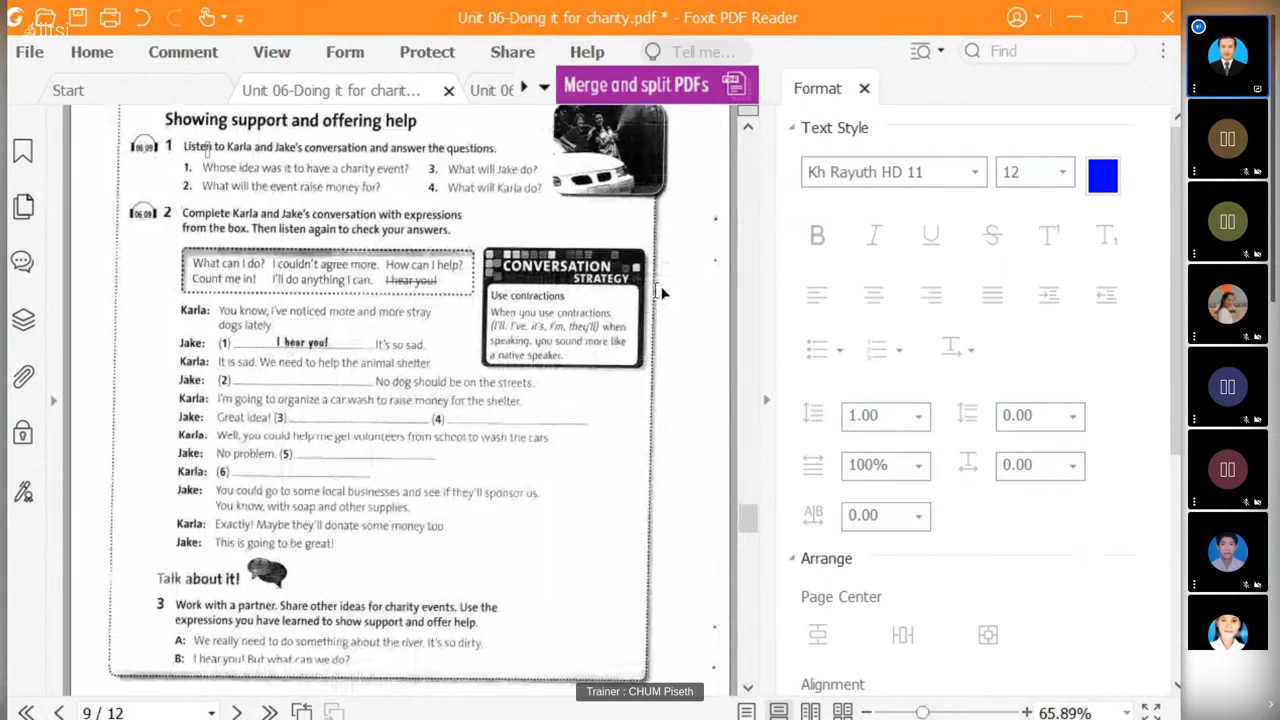 Unit 06-Doing it for charity.pdf * - Foxit PDF Reader
File Home Comment View Form Protect Share Help Tell me... Find
Start Unit 06-Doing it for charit... Unit 06 Merge and split PDFs
Format
Showing support and offering help
06,09 1 Listen to Karla and Jake's conversation and answer the questions.
1. Whose idea was it to have a charity event? 3. What will Jake do?
2. What will the event raise money for? 4. What will Karla do?
06,09 2 Complete Karla and Jake's conversation with expressions
from the box. Then listen again to check your answers.
What can I do? I couldn't agree more. How can I help?
Count me in! I'll do anything I can. I hear you!
CONVERSATION
STRATEGY
Use contractions
When you use contractions
(I'll, I've, it's, I'm, they'll) when
speaking, you sound more like
a native speaker.
Karla: You know, I've noticed more and more stray
dogs lately.
Jake: (1) I hear you! It's so sad.
Karla: It is sad. We need to help the animal shelter.
Jake: (2) No dog should be on the streets.
Karla: I'm going to organize a car wash to raise money for the shelter.
Jake: Great idea! (3) (4)
Karla: Well, you could help me get volunteers from school to wash the cars
Jake: No problem. (5)
Karla: (6)
Jake: You could go to some local businesses and see if they'll sponsor us.
You know, with soap and other supplies.
Karla: Exactly! Maybe they'll donate some money too.
Jake: This is going to be great!
Talk about it!
3 Work with a partner. Share other ideas for charity events. Use the
expressions you have learned to show support and offer help.
A: We really need to do something about the river. It's so dirty.
B: I hear you! But what can we do?
Text Style
Kh Rayuth HD 11 12
B I U S T T
1.00 0.00
100% 0.00
0.00
Arrange
Page Center
Alignment
Trainer : CHUM Piseth
9 / 12
65.89%